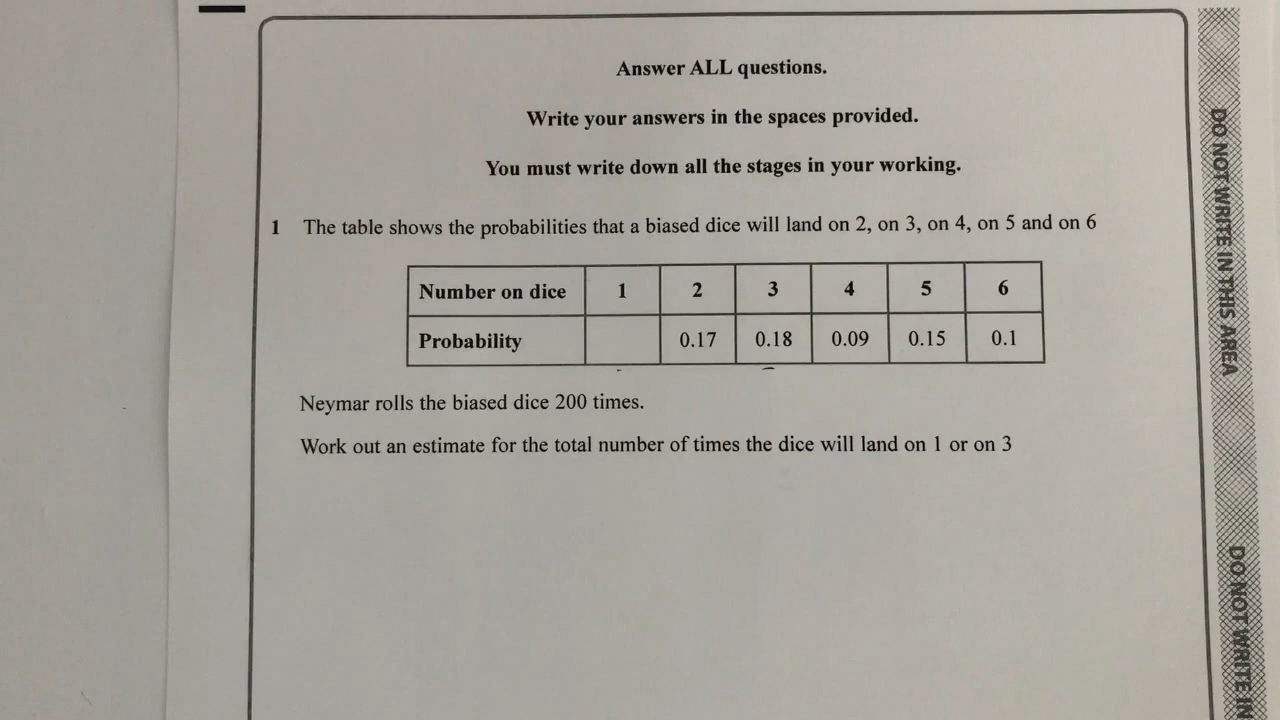 Answer ALL questions.
Write your answers in the spaces provided.
You must write down all the stages in your working.
1 The table shows the probabilities that a biased dice will land on 2, on 3, on 4, on 5 and on 6
Number on dice 1 2 3 4 5 6
Probability 0.17 0.18 0.09 0.15 0.1
Neymar rolls the biased dice 200 times.
Work out an estimate for the total number of times the dice will land on 1 or on 3
DO NOT WRITE IN THIS AREA
DO NOT WRITE IN